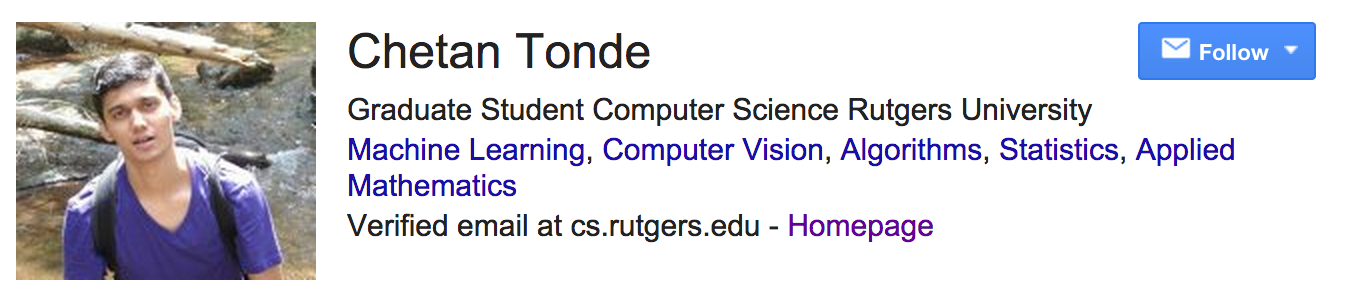 Chetan Tonde
Follow
Graduate Student Computer Science Rutgers University
Machine Learning, Computer Vision, Algorithms, Statistics, Applied
Mathematics
Verified email at cs.rutgers.edu - Homepage